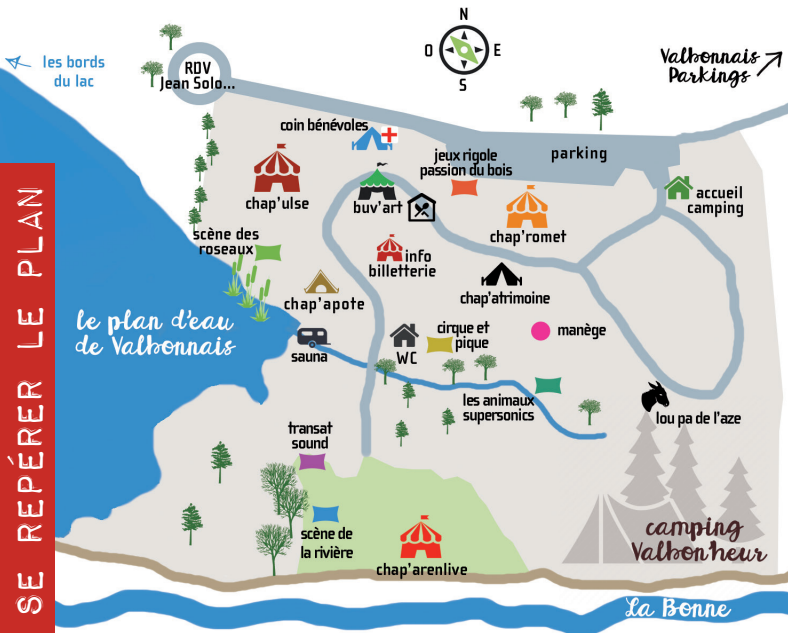 N
O
E
S
les bords
du lac
RDV
Jean Solo...
Valbonnais
Parkings
coin bénévoles
jeux rigole
passion du bois
parking
chap'ulse
buv'art
accueil
camping
chap'romet
scène des
roseaux
info
billetterie
chap'apote
chap'atrimoine
le plan d'eau
de Valbonnais
sauna
WC
cirque et
pique
manège
les animaux
supersonics
lou pa de l'aze
transat
sound
scène de
la rivière
chap'arenlive
camping
Valbonheur
La Bonne
SE REPÉRER LE PLAN